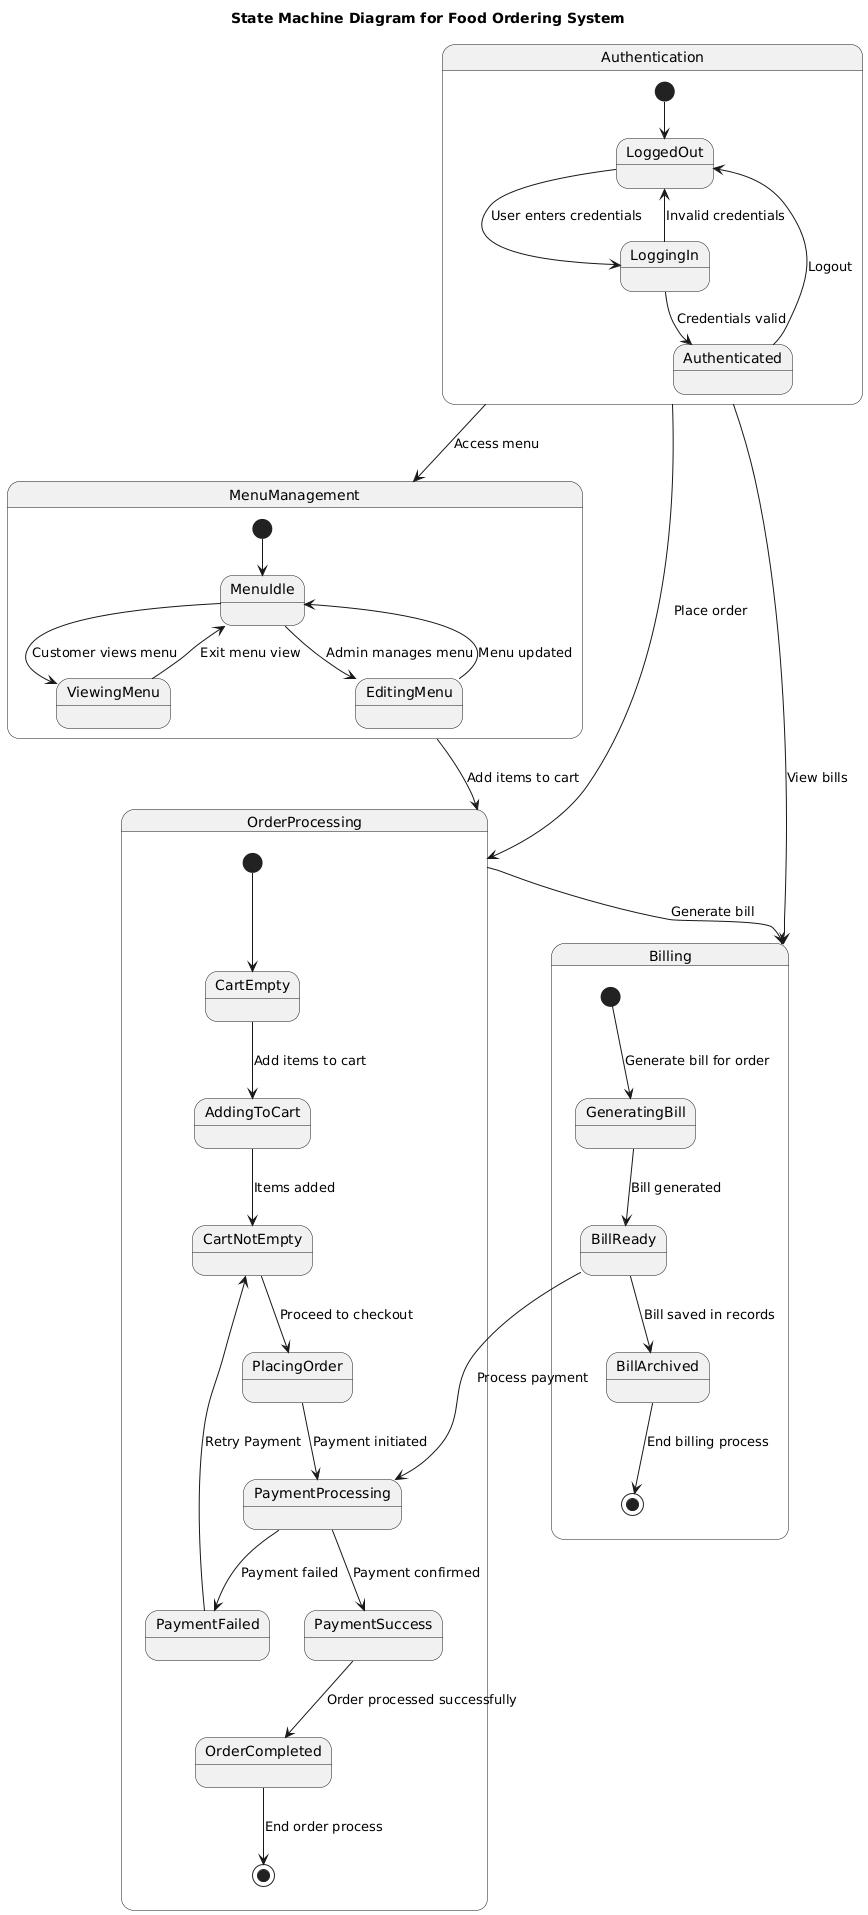 State Machine Diagram for Food Ordering System
Authentication
LoggedOut
User enters credentials
Invalid credentials
LoggingIn
Logout
Credentials valid
Authenticated
Access menu
MenuManagement
MenuIdle
Place order
Customer views menu
Exit menu view
Admin manages menu
Menu updated
ViewingMenu
EditingMenu
Add items to cart
View bills
OrderProcessing
Generate bill
Billing
CartEmpty
Add items to cart
Generate bill for order
AddingToCart
GeneratingBill
Items added
Bill generated
CartNotEmpty
BillReady
Proceed to checkout
Bill saved in records
PlacingOrder
BillArchived
Process payment
Retry Payment
Payment initiated
End billing process
PaymentProcessing
Payment failed
Payment confirmed
PaymentFailed
PaymentSuccess
Order processed successfully
OrderCompleted
End order process